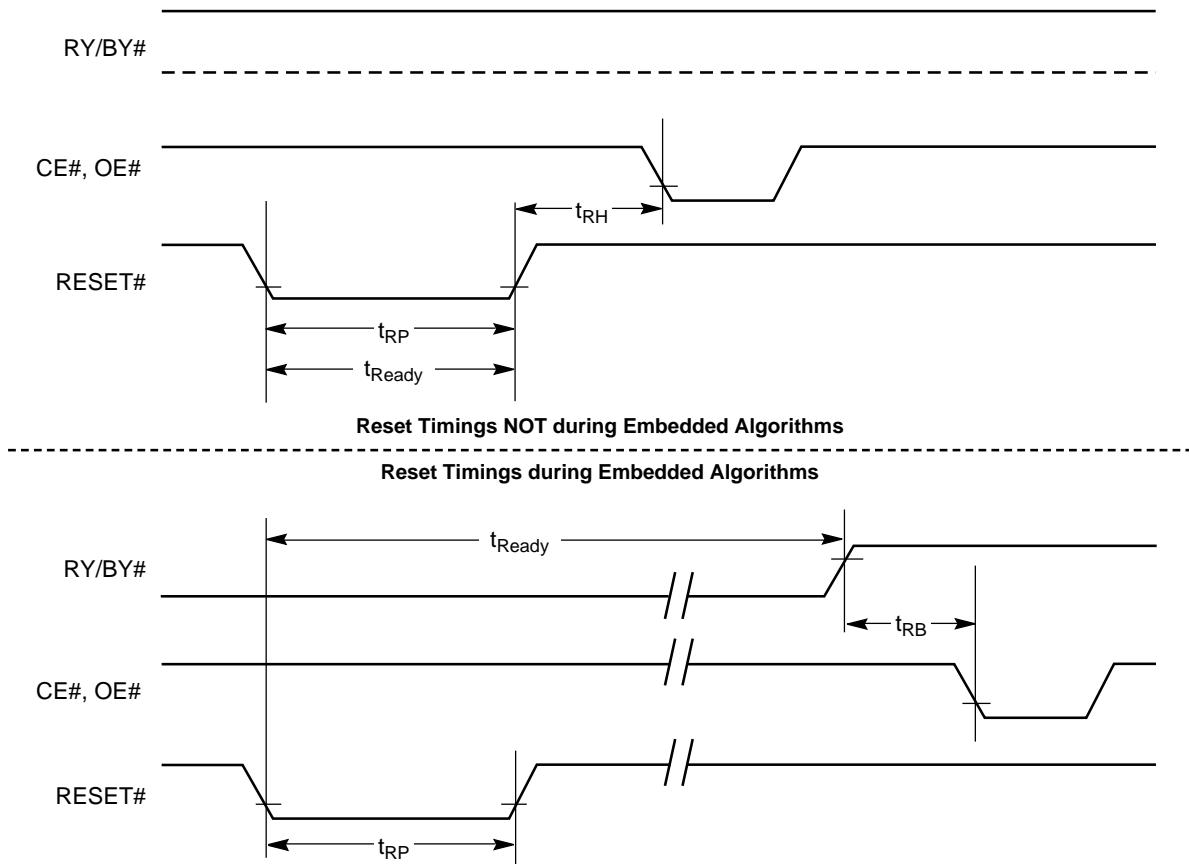 RY/BY#
CE#, OE#
tRH
RESET#
tRP
tReady
Reset Timings NOT during Embedded Algorithms
Reset Timings during Embedded Algorithms
tReady
RY/BY#
tRB
CE#, OE#
RESET#
tRP